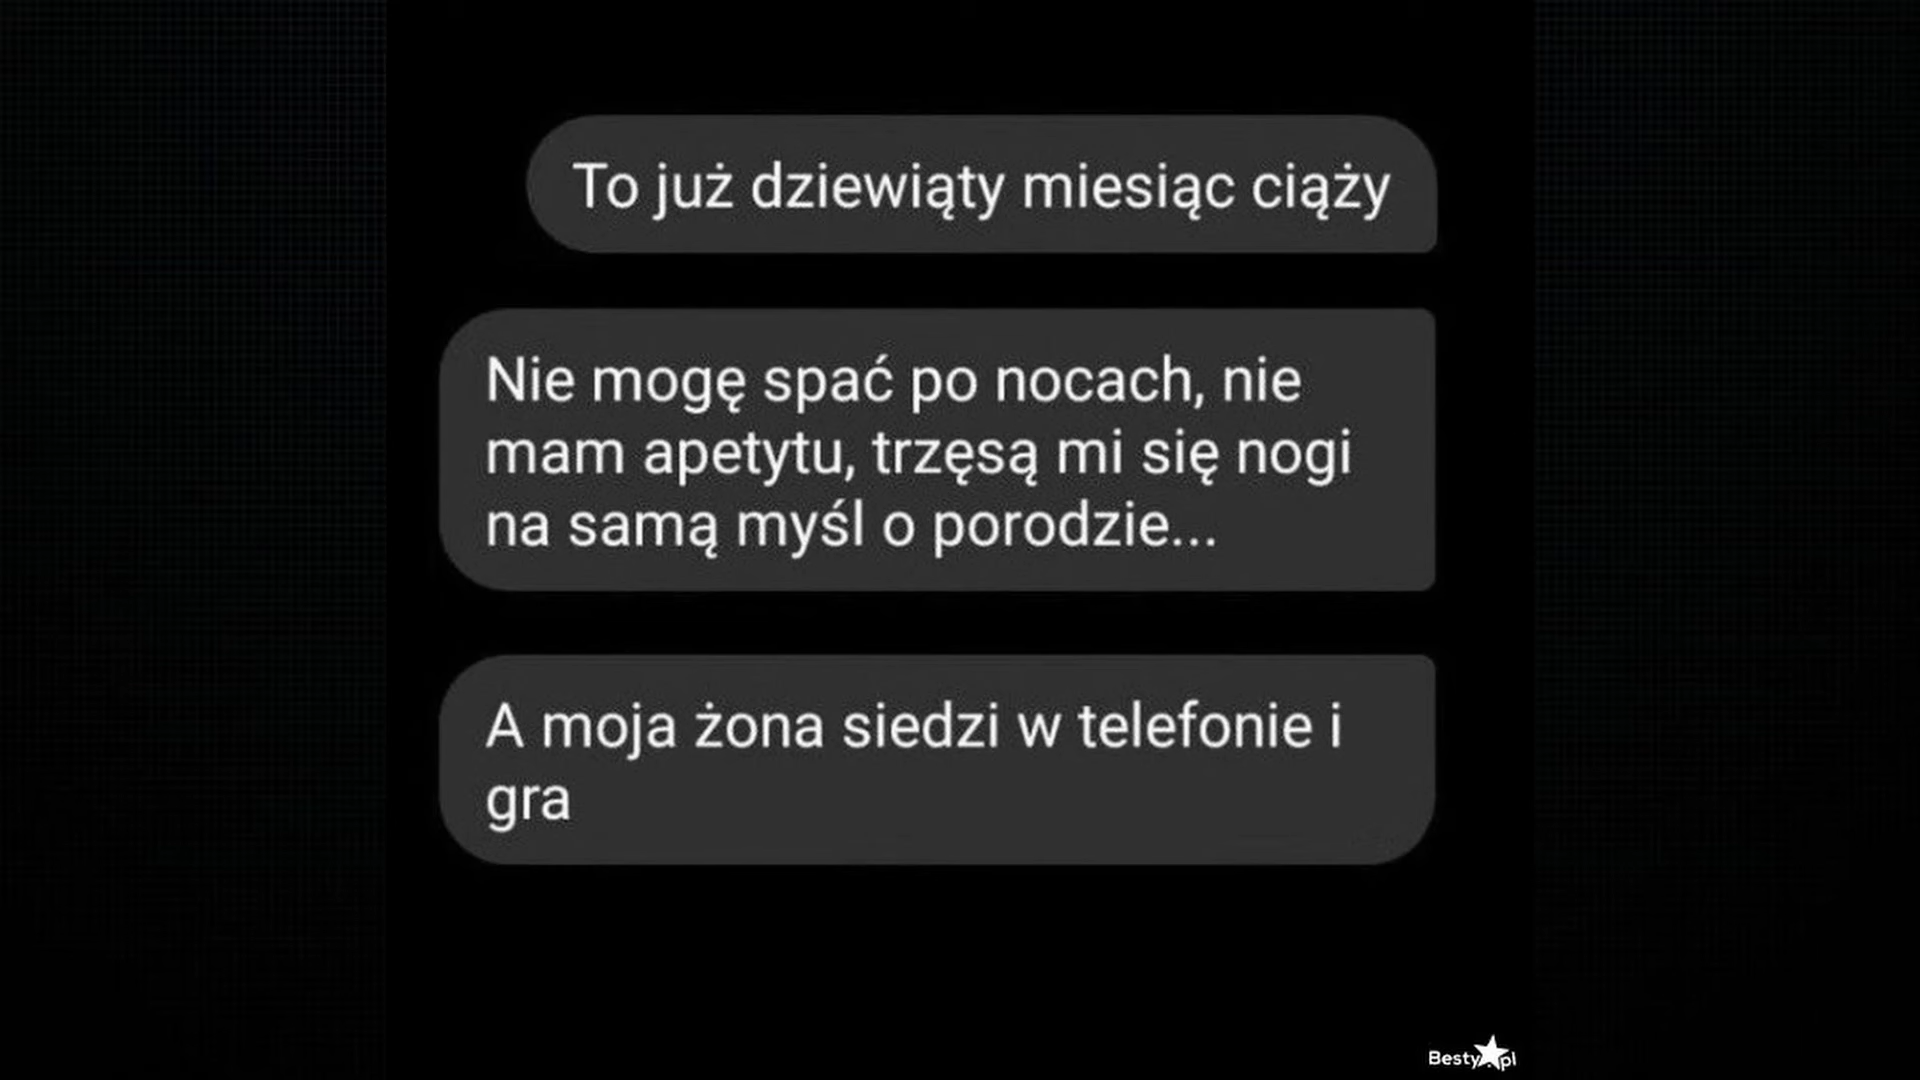 To już dziewiąty miesiąc ciąży
Nie mogę spać po nocach, nie
mam apetytu, trzęsą mi się nogi
na samą myśl o porodzie...
A moja żona siedzi w telefonie i
gra
Besty.pl